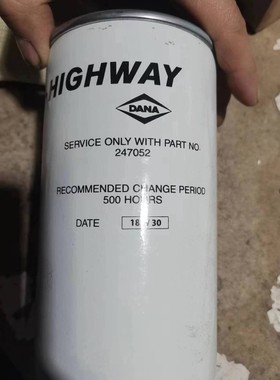 HIGHWAY
DANA
SERVICE ONLY WITH PART NO
247052
RECOMMENDED CHANGE PERIOD
500 HOURS
DATE